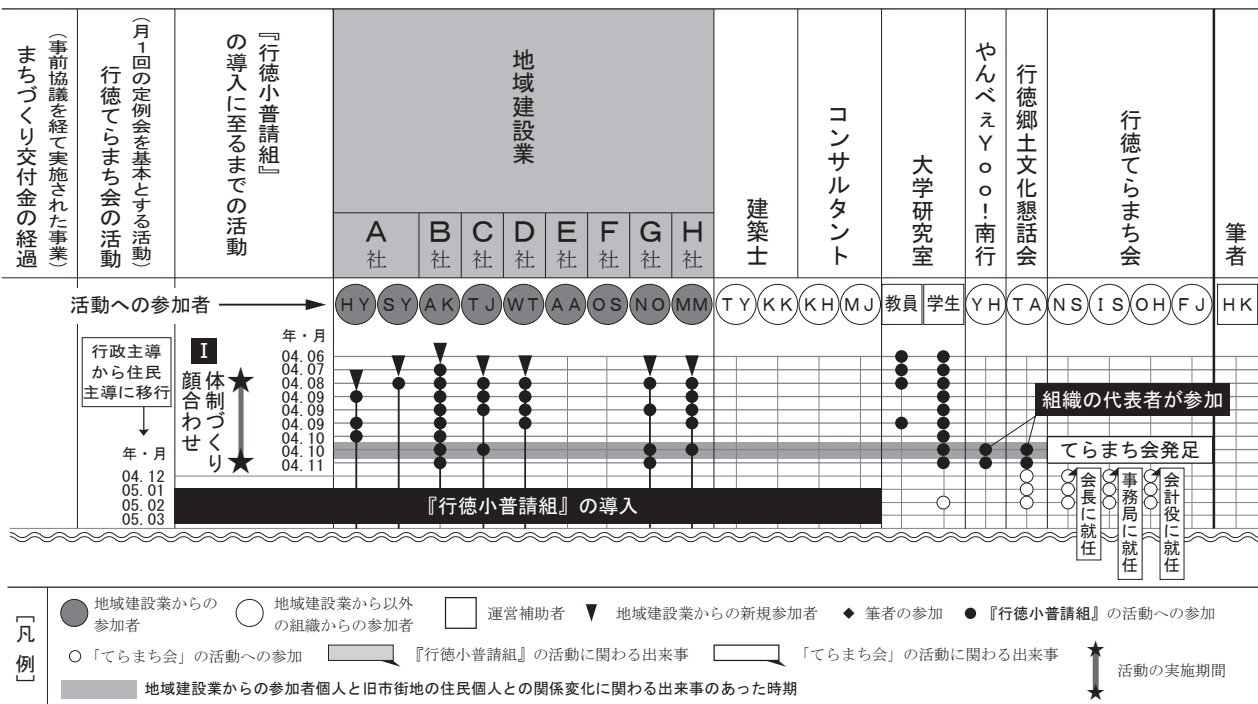 まちづくり交付金の経過
(事前協議を経て実施された事業)
行徳てらまち会の活動
(月1回の定例会を基本とする活動)
『行徳小普請組』
の導入に至るまでの活動
地域建設業
A社
B社
C社
D社
E社
F社
G社
H社
建築士
コンサルタント
大学研究室
やんべぇYoo!南行
行徳郷土文化懇話会
行徳てらまち会
筆者
活動への参加者
HY SY AK TJ WT AA OS NO MM TY KK KH MJ 教員 学生 YH TA NS IS OH FJ HK
行政主導
から住民
主導に移行
年・月
04.12
05.01
05.02
05.03
I
体制づくり
顔合わせ
年・月
04.06
04.07
04.08
04.09
04.09
04.09
04.10
04.10
04.11
組織の代表者が参加
てらまち会発足
会長に就任
事務局に就任
会計役に就任
『行徳小普請組』の導入
[凡例]
地域建設業からの
参加者
地域建設業から以外
の組織からの参加者
運営補助者
地域建設業からの新規参加者
筆者の参加
『行徳小普請組』の活動への参加
「てらまち会」の活動への参加
『行徳小普請組』の活動に関わる出来事
「てらまち会」の活動に関わる出来事
活動の実施期間
地域建設業からの参加者個人と旧市街地の住民個人との関係変化に関わる出来事のあった時期